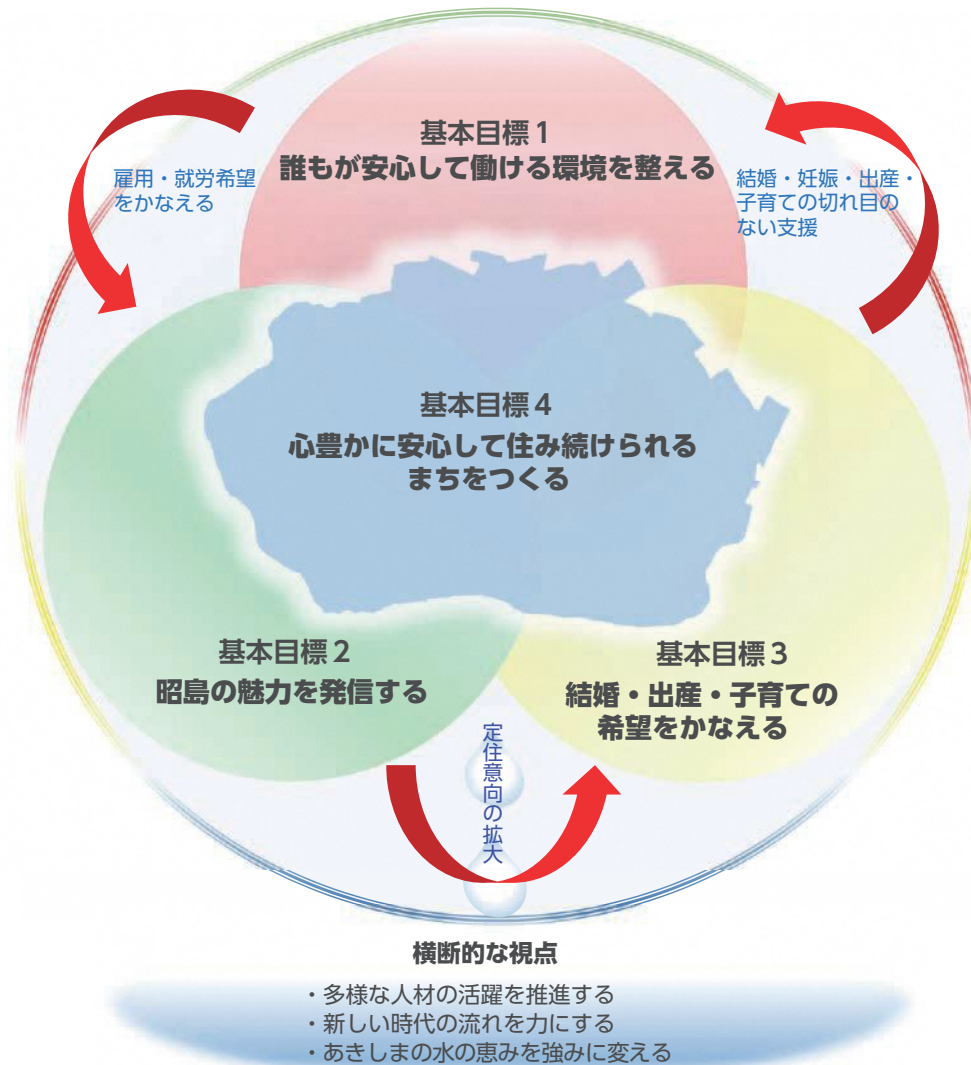 基本目標1
誰もが安心して働ける環境を整える
雇用・就労希望
をかなえる
結婚・妊娠・出産・
子育ての切れ目の
ない支援
基本目標4
心豊かに安心して住み続けられる
まちをつくる
基本目標2
昭島の魅力を発信する
基本目標3
結婚・出産・子育ての
希望をかなえる
定住意向の拡大
横断的な視点
・多様な人材の活躍を推進する
・新しい時代の流れを力にする
・あきしまの水の恵みを強みに変える